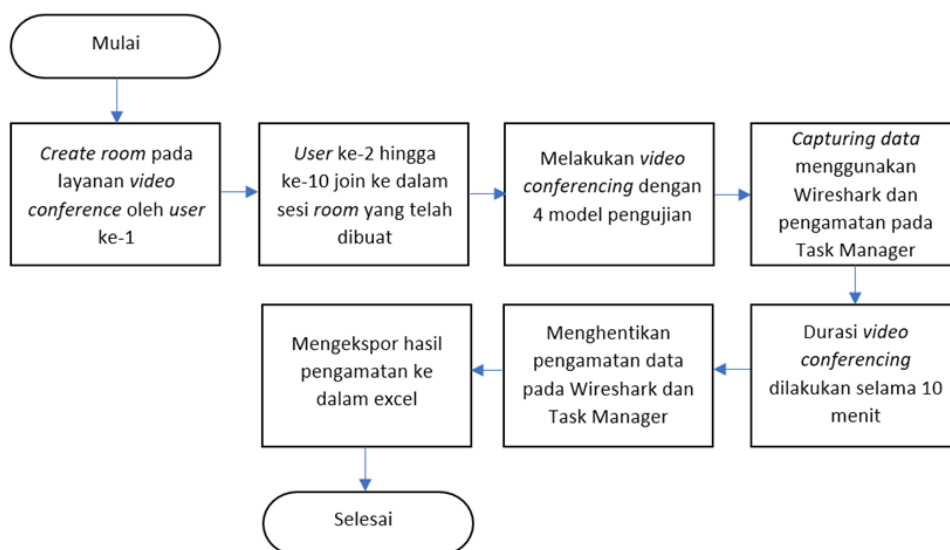 Mulai
Create room pada
layanan video
conference oleh user
ke-1
User ke-2 hingga
ke-10 join ke dalam
sesi room yang telah
dibuat
Melakukan video
conferencing dengan
4 model pengujian
Capturing data
menggunakan
Wireshark dan
pengamatan pada
Task Manager
Durasi video
conferencing
dilakukan selama 10
menit
Menghentikan
pengamatan data
pada Wireshark dan
Task Manager
Mengekspor hasil
pengamatan ke
dalam excel
Selesai